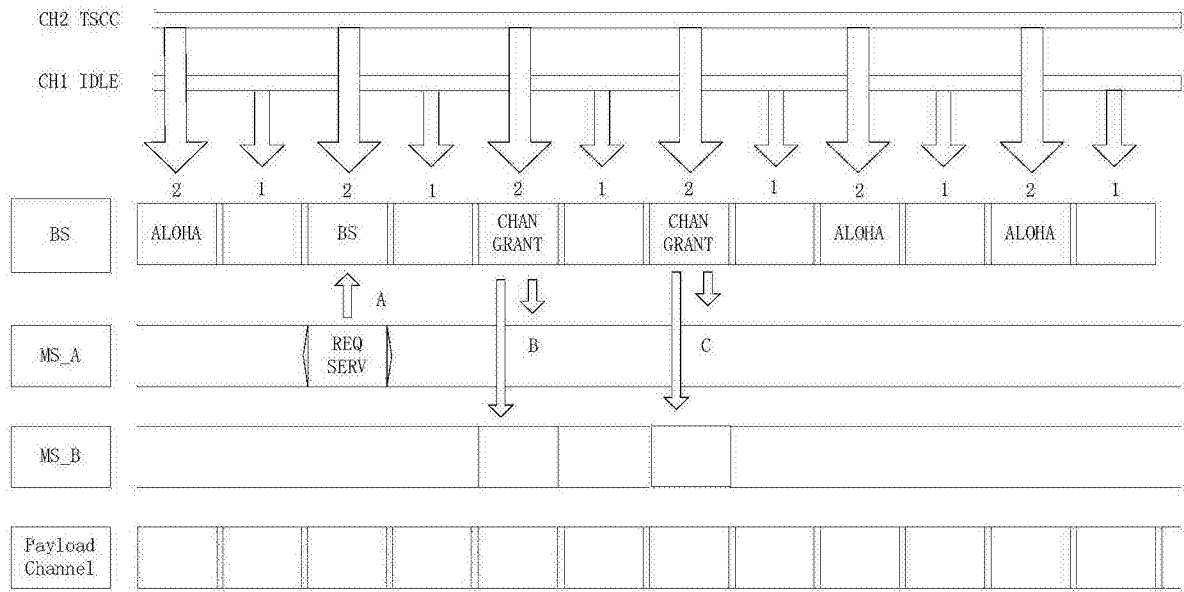 CH2 TSCC
CH1 IDLE
2 1 2 1 2 1 2 1 2 1 2 1
BS
ALOHA
BS
CHAN
GRANT
CHAN
GRANT
ALOHA
ALOHA
A
MS_A
REQ
SERV
B
C
MS_B
Payload
Channel